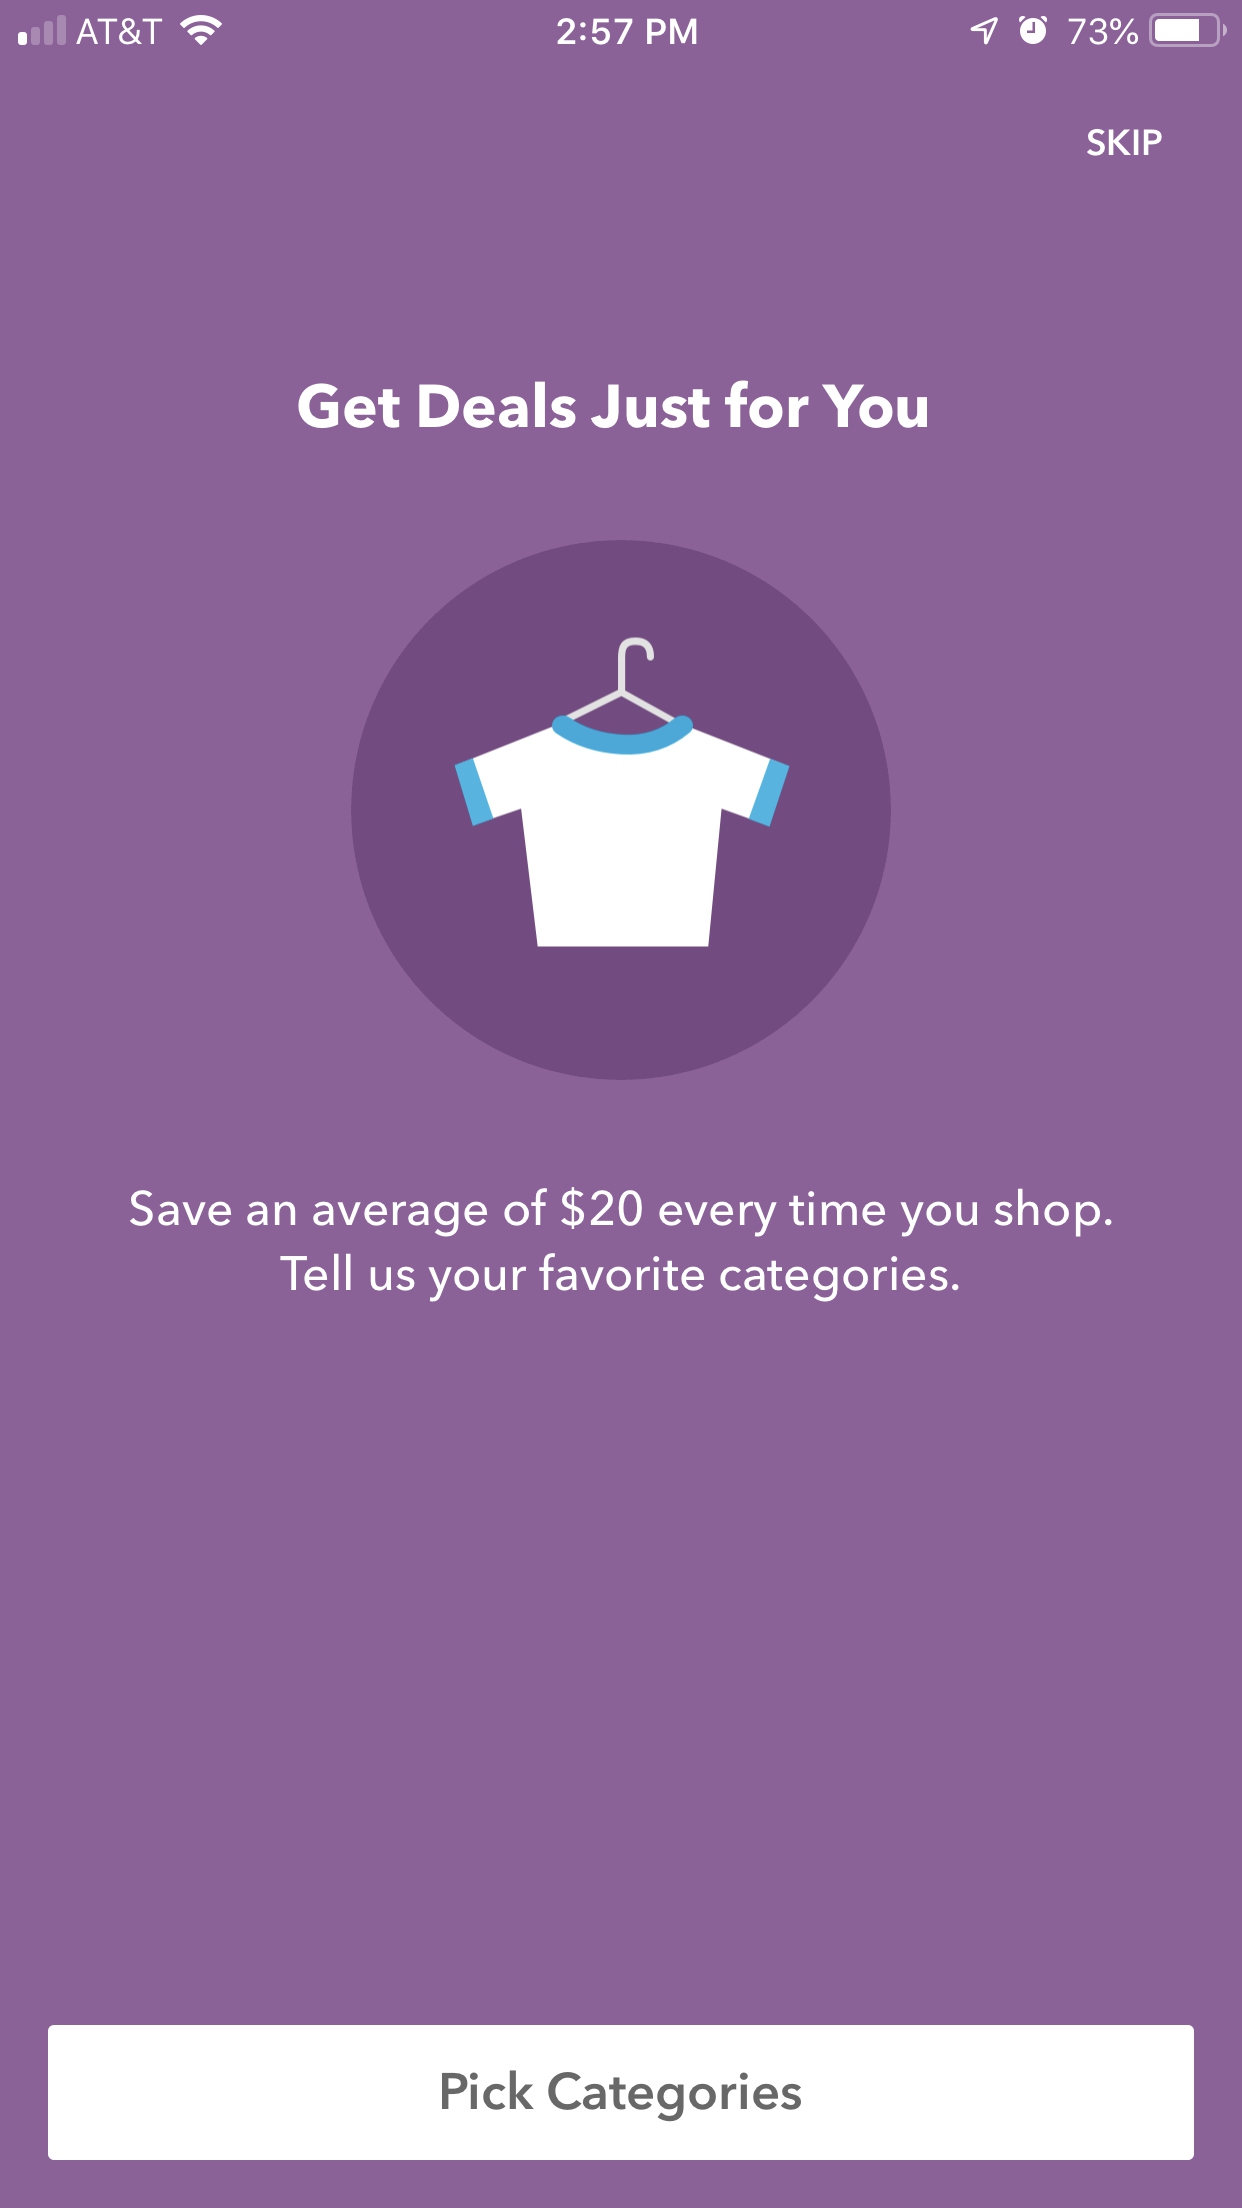 AT&T 2:57 PM 73%
SKIP
Get Deals Just for You
Save an average of $20 every time you shop.
Tell us your favorite categories.
Pick Categories